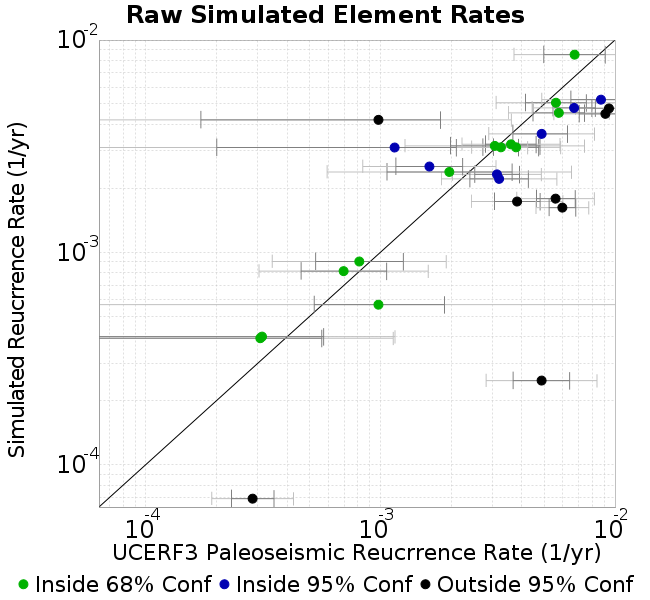 Raw Simulated Element Rates
10-2
10-3
10-4
Simulated Reucrrence Rate (1/yr)
10-4 10-3 10-2
UCERF3 Paleoseismic Reucrrence Rate (1/yr)
Inside 68% Conf Inside 95% Conf Outside 95% Conf